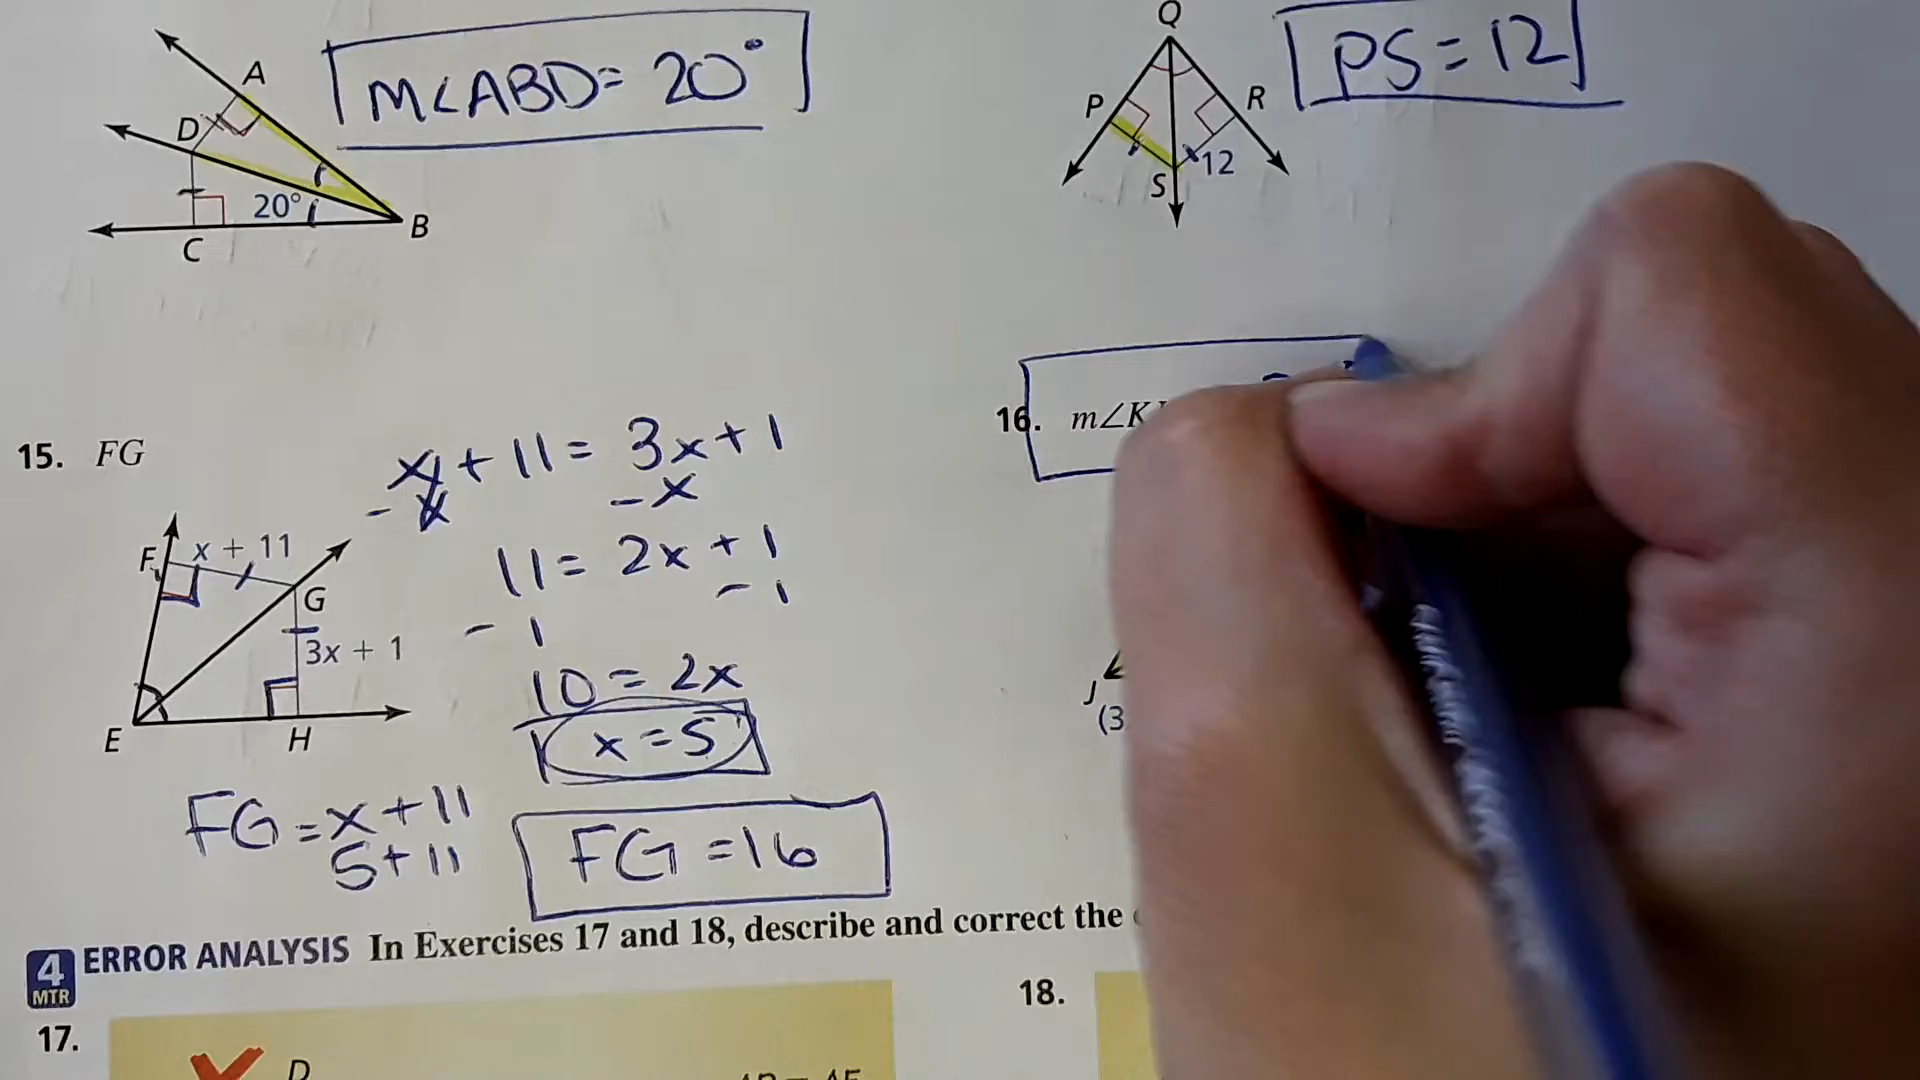 A
m∠ABD = 20°
D
20°
B
C
Q
PS = 12
P
R
12
S
15. FG
x + 11 = 3x + 1
- x - x
11 = 2x + 1
- 1
- 1
10 = 2x
x = 5
F
x + 11
G
3x + 1
E
H
FG = x + 11
5 + 11
FG = 16
16. m∠K
J
(3
4
MTR
ERROR ANALYSIS In Exercises 17 and 18, describe and correct the
17.
D
18.